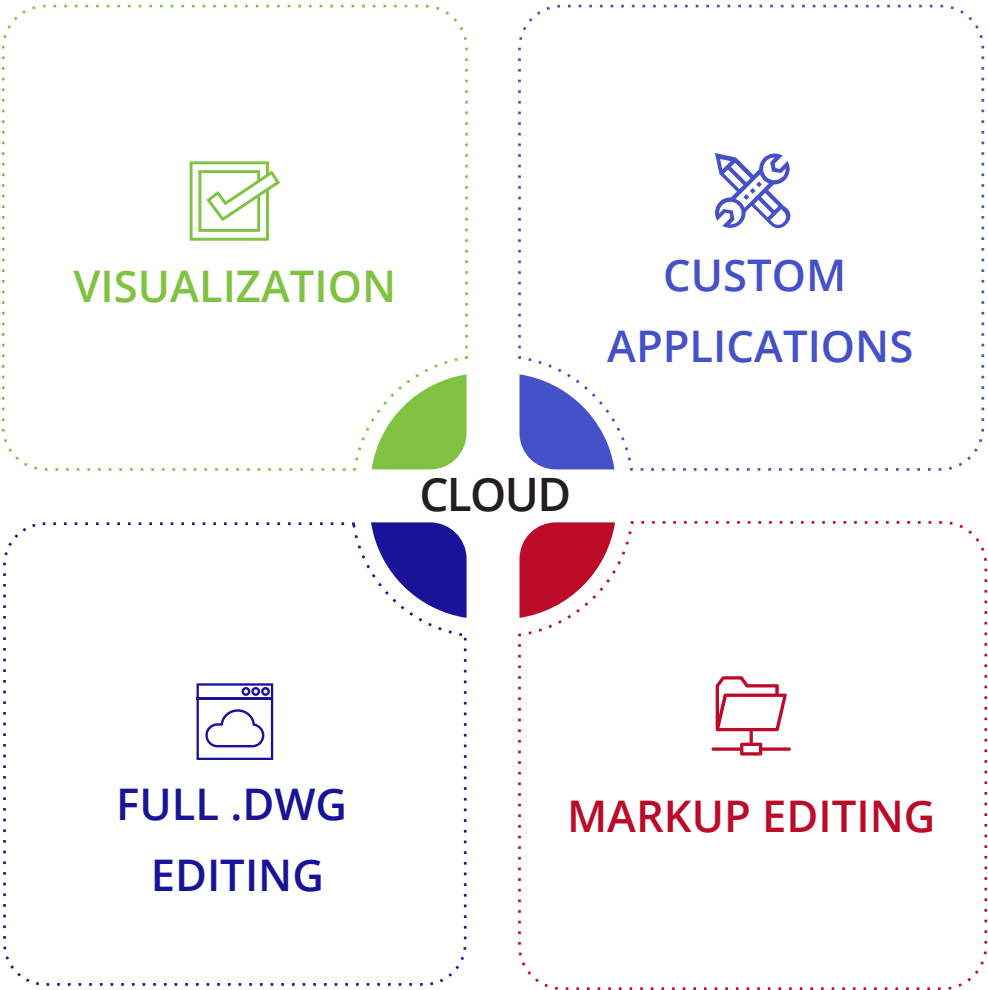 VISUALIZATION
CUSTOM
APPLICATIONS
CLOUD
FULL .DWG
EDITING
MARKUP EDITING